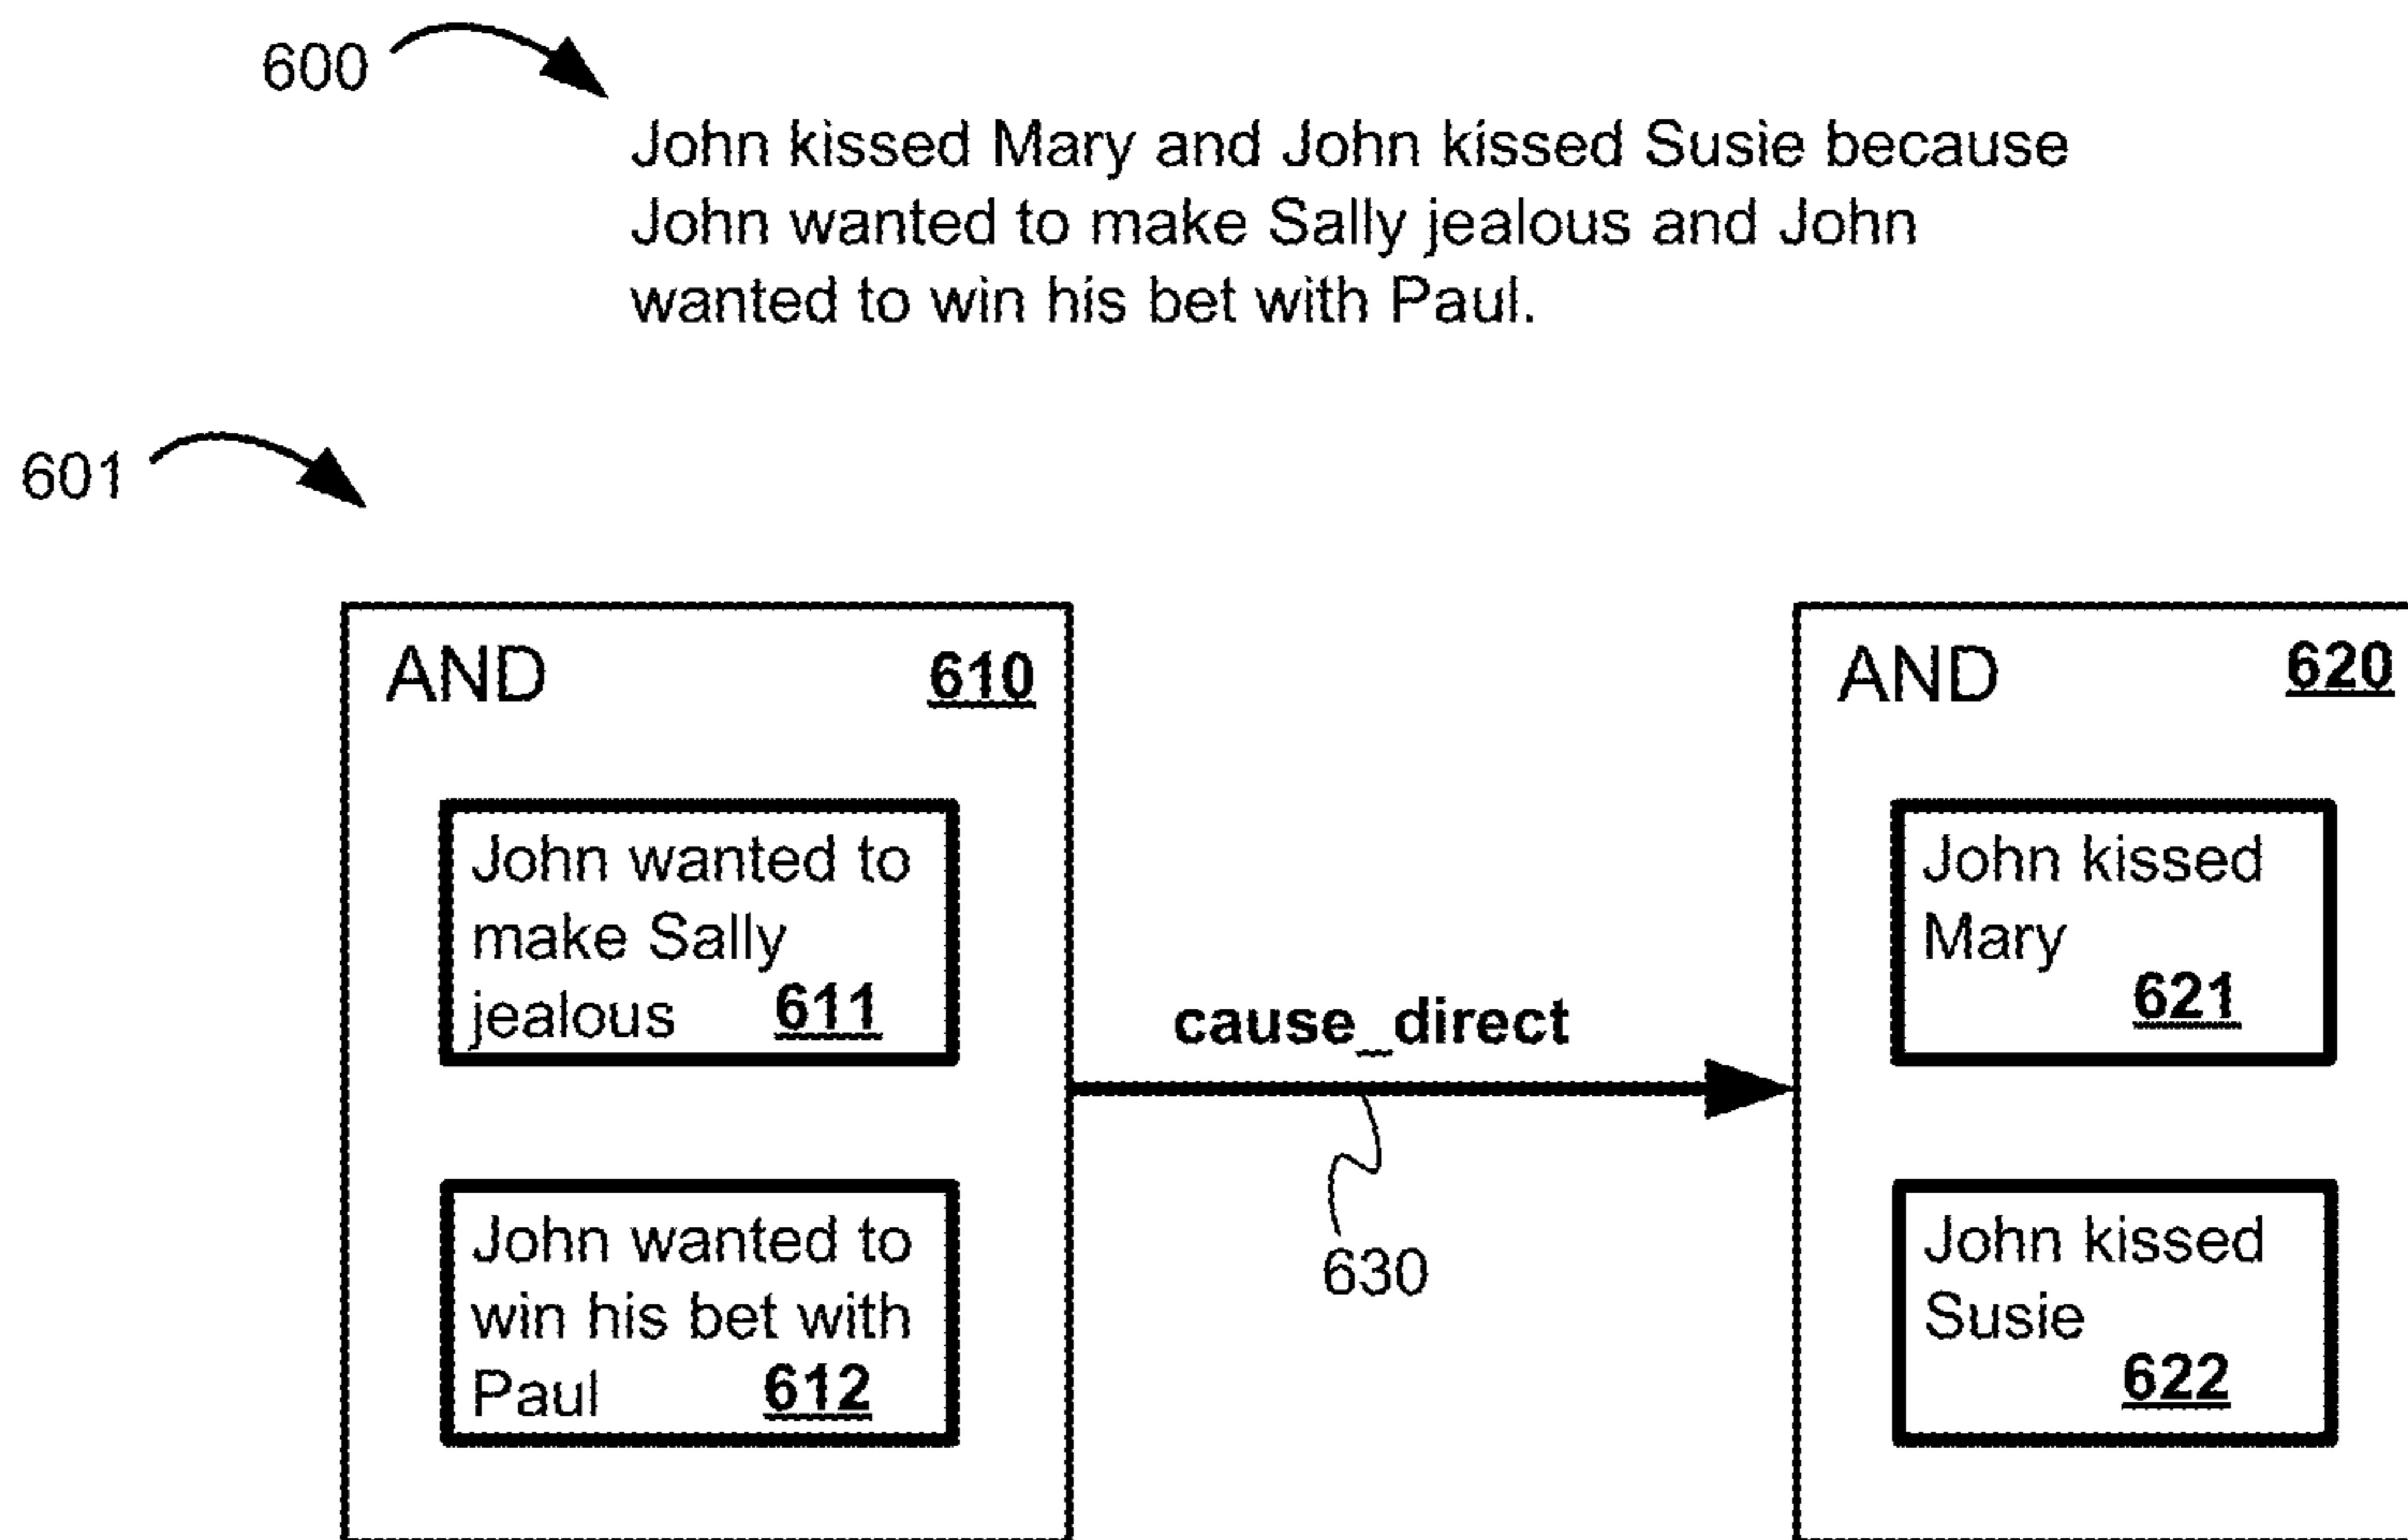 600
John kissed Mary and John kissed Susie because
John wanted to make Sally jealous and John
wanted to win his bet with Paul.
601
AND 610
John wanted to
make Sally
jealous 611
John wanted to
win his bet with
Paul 612
cause_direct
630
AND 620
John kissed
Mary
621
John kissed
Susie
622